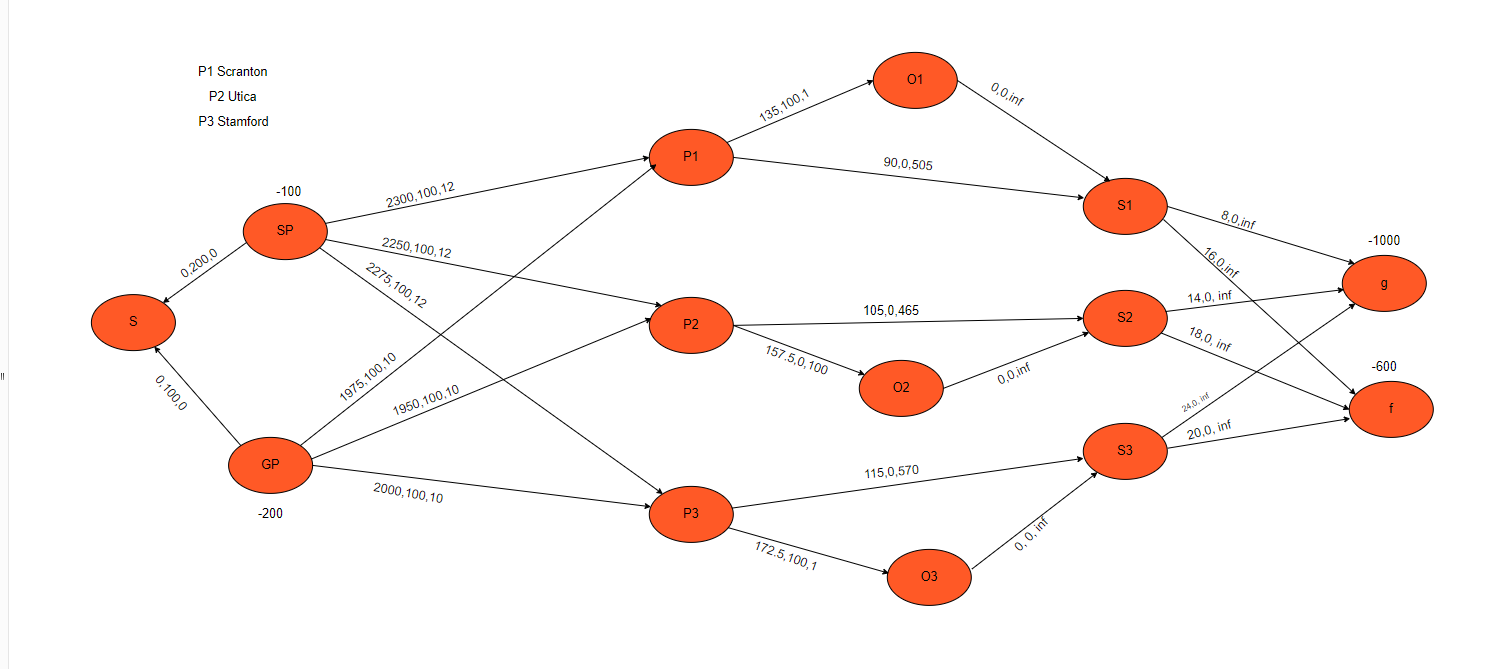 P1 Scranton
P2 Utica
P3 Stamford
-100
SP
S
GP
-200
0,200,0
0,100,0
2300,100,12
2250,100,12
2275,100,12
1975,100,10
1950,100,10
2000,100,10
P1
P2
P3
135,100,1
90,0,505
105,0,465
157.5,0,100
115,0,570
172.5,100,1
O1
O2
O3
0,0,inf
0,0,inf
0, 0, inf
S1
S2
S3
8,0,inf
16,0,inf
14,0, inf
18,0, inf
24.0, inf
20,0, inf
-1000
g
-600
f